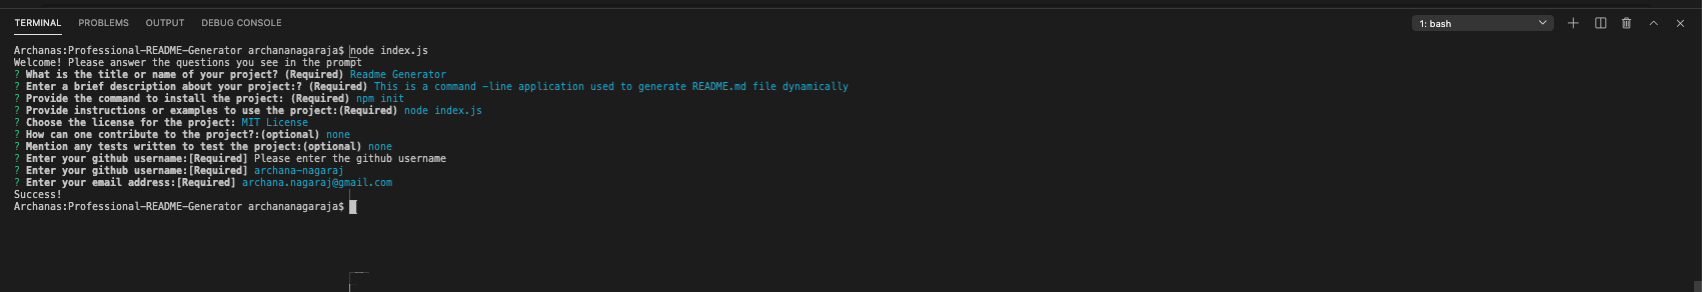 TERMINAL PROBLEMS OUTPUT DEBUG CONSOLE 1: bash
Archanas:Professional-README-Generator archananagaraja$ node index.js
Welcome! Please answer the questions you see in the prompt
? What is the title or name of your project? (Required) Readme Generator
? Enter a brief description about your project:? (Required) This is a command -line application used to generate README.md file dynamically
? Provide the command to install the project: (Required) npm init
? Provide instructions or examples to use the project:(Required) node index.js
? Choose the license for the project: MIT License
? How can one contribute to the project?:(optional) none
? Mention any tests written to test the project:(optional) none
? Enter your github username:[Required] Please enter the github username
? Enter your github username:[Required] archana-nagaraj
? Enter your email address:[Required] archana.nagaraj@gmail.com
Success!
Archanas:Professional-README-Generator archananagaraja$